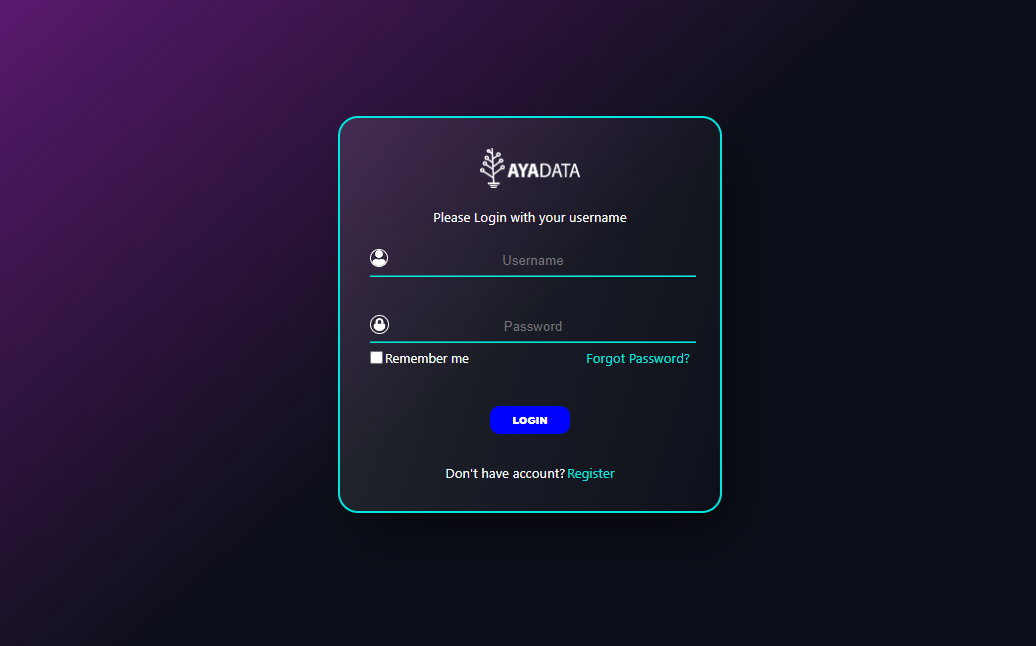 AYADATA
Please Login with your username
Username
Password
Remember me
Forgot Password?
LOGIN
Don't have account? Register